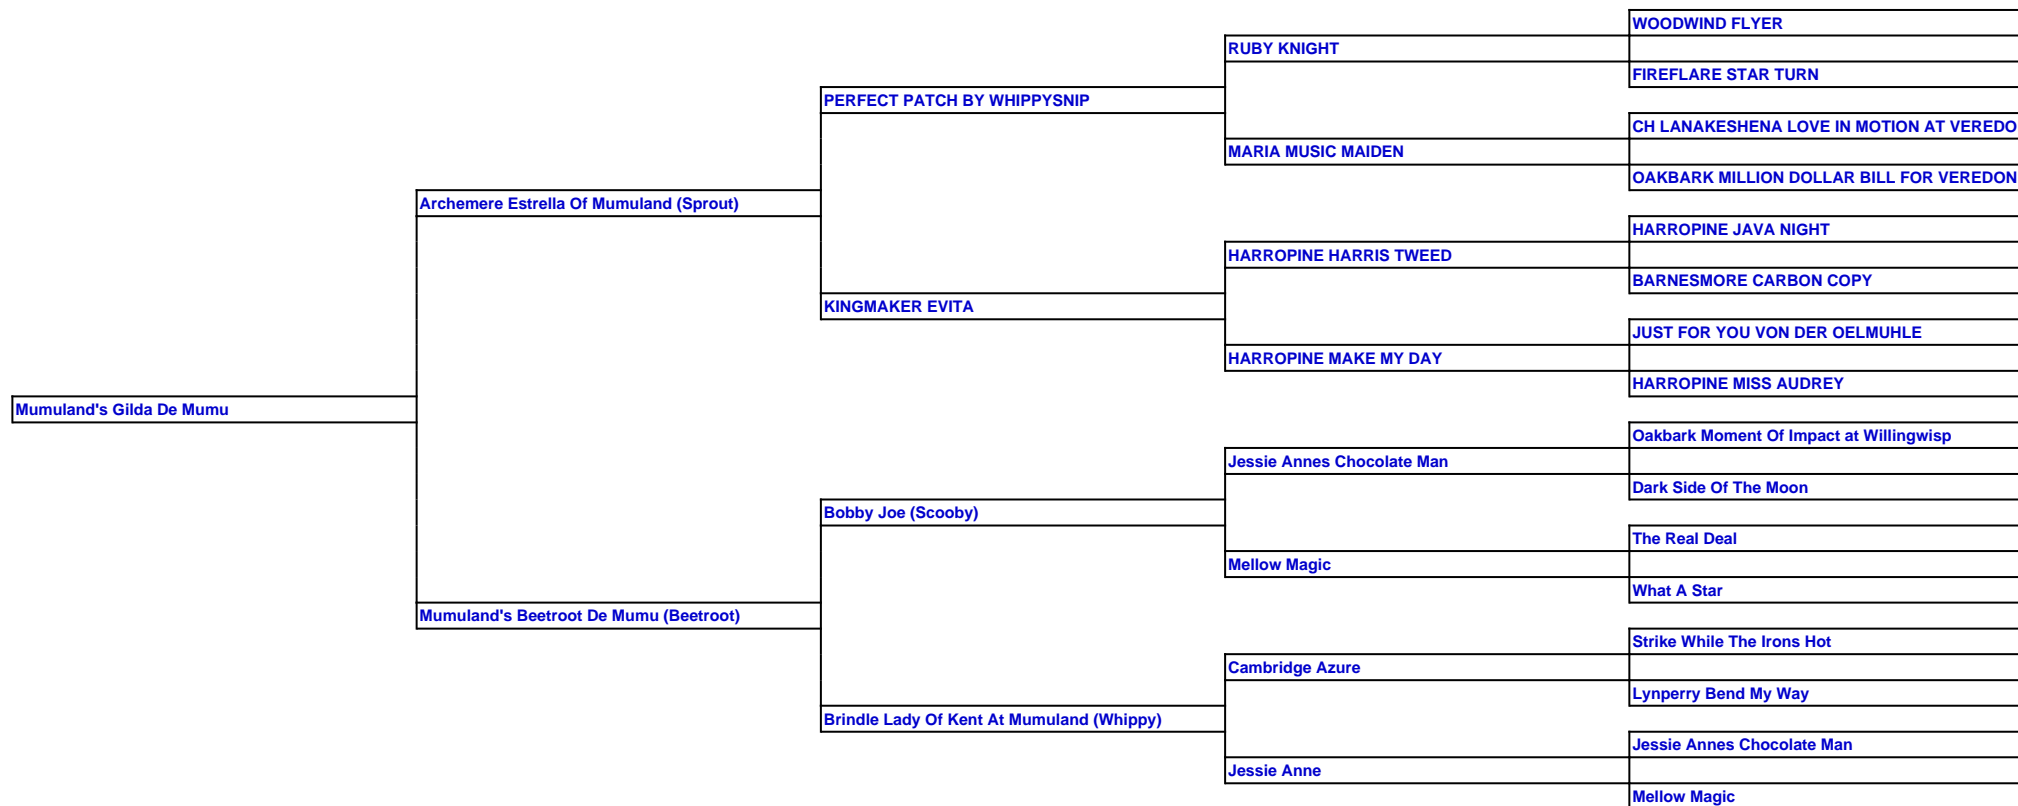 WOODWIND FLYER
RUBY KNIGHT
FIREFLARE STAR TURN
PERFECT PATCH BY WHIPPYSNIP
CH LANAKESHENA LOVE IN MOTION AT VEREDO
MARIA MUSIC MAIDEN
OAKBARK MILLION DOLLAR BILL FOR VEREDON
Archemere Estrella Of Mumuland (Sprout)
HARROPINE JAVA NIGHT
HARROPINE HARRIS TWEED
BARNESMORE CARBON COPY
KINGMAKER EVITA
JUST FOR YOU VON DER OELMUHLE
HARROPINE MAKE MY DAY
HARROPINE MISS AUDREY
Mumuland's Gilda De Mumu
Oakbark Moment Of Impact at Willingwisp
Jessie Annes Chocolate Man
Dark Side Of The Moon
Bobby Joe (Scooby)
The Real Deal
Mellow Magic
What A Star
Mumuland's Beetroot De Mumu (Beetroot)
Strike While The Irons Hot
Cambridge Azure
Lynperry Bend My Way
Brindle Lady Of Kent At Mumuland (Whippy)
Jessie Annes Chocolate Man
Jessie Anne
Mellow Magic